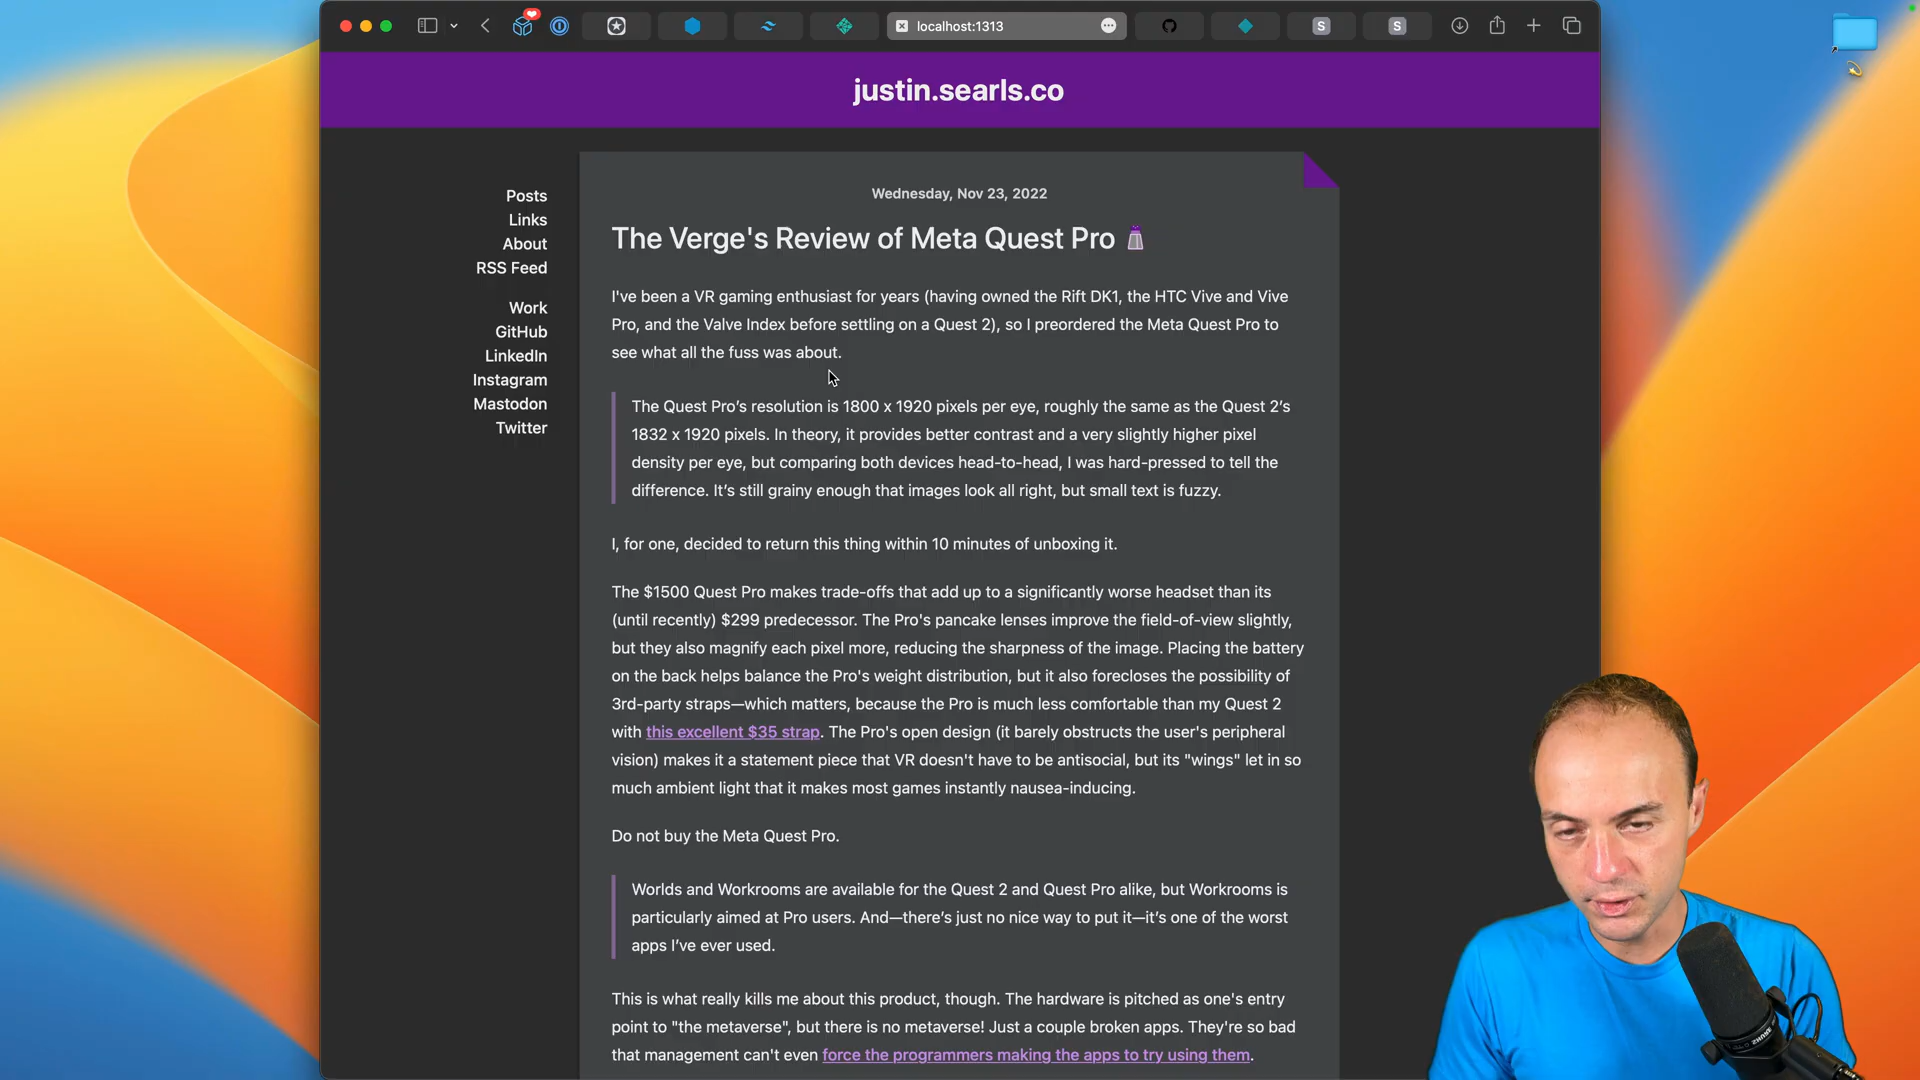 localhost:1313
S
S
justin.searls.co
Posts
Links
About
RSS Feed
Work
GitHub
LinkedIn
Instagram
Mastodon
Twitter
Wednesday, Nov 23, 2022
The Verge's Review of Meta Quest Pro
I've been a VR gaming enthusiast for years (having owned the Rift DK1, the HTC Vive and Vive
Pro, and the Valve Index before settling on a Quest 2), so I preordered the Meta Quest Pro to
see what all the fuss was about.
The Quest Pro’s resolution is 1800 x 1920 pixels per eye, roughly the same as the Quest 2’s
1832 x 1920 pixels. In theory, it provides better contrast and a very slightly higher pixel
density per eye, but comparing both devices head-to-head, I was hard-pressed to tell the
difference. It’s still grainy enough that images look all right, but small text is fuzzy.
I, for one, decided to return this thing within 10 minutes of unboxing it.
The $1500 Quest Pro makes trade-offs that add up to a significantly worse headset than its
(until recently) $299 predecessor. The Pro's pancake lenses improve the field-of-view slightly,
but they also magnify each pixel more, reducing the sharpness of the image. Placing the battery
on the back helps balance the Pro's weight distribution, but it also forecloses the possibility of
3rd-party straps—which matters, because the Pro is much less comfortable than my Quest 2
with this excellent $35 strap. The Pro's open design (it barely obstructs the user's peripheral
vision) makes it a statement piece that VR doesn't have to be antisocial, but its "wings" let in so
much ambient light that it makes most games instantly nausea-inducing.
Do not buy the Meta Quest Pro.
Worlds and Workrooms are available for the Quest 2 and Quest Pro alike, but Workrooms is
particularly aimed at Pro users. And—there’s just no nice way to put it—it’s one of the worst
apps I’ve ever used.
This is what really kills me about this product, though. The hardware is pitched as one's entry
point to "the metaverse", but there is no metaverse! Just a couple broken apps. They're so bad
that management can't even force the programmers making the apps to try using them.